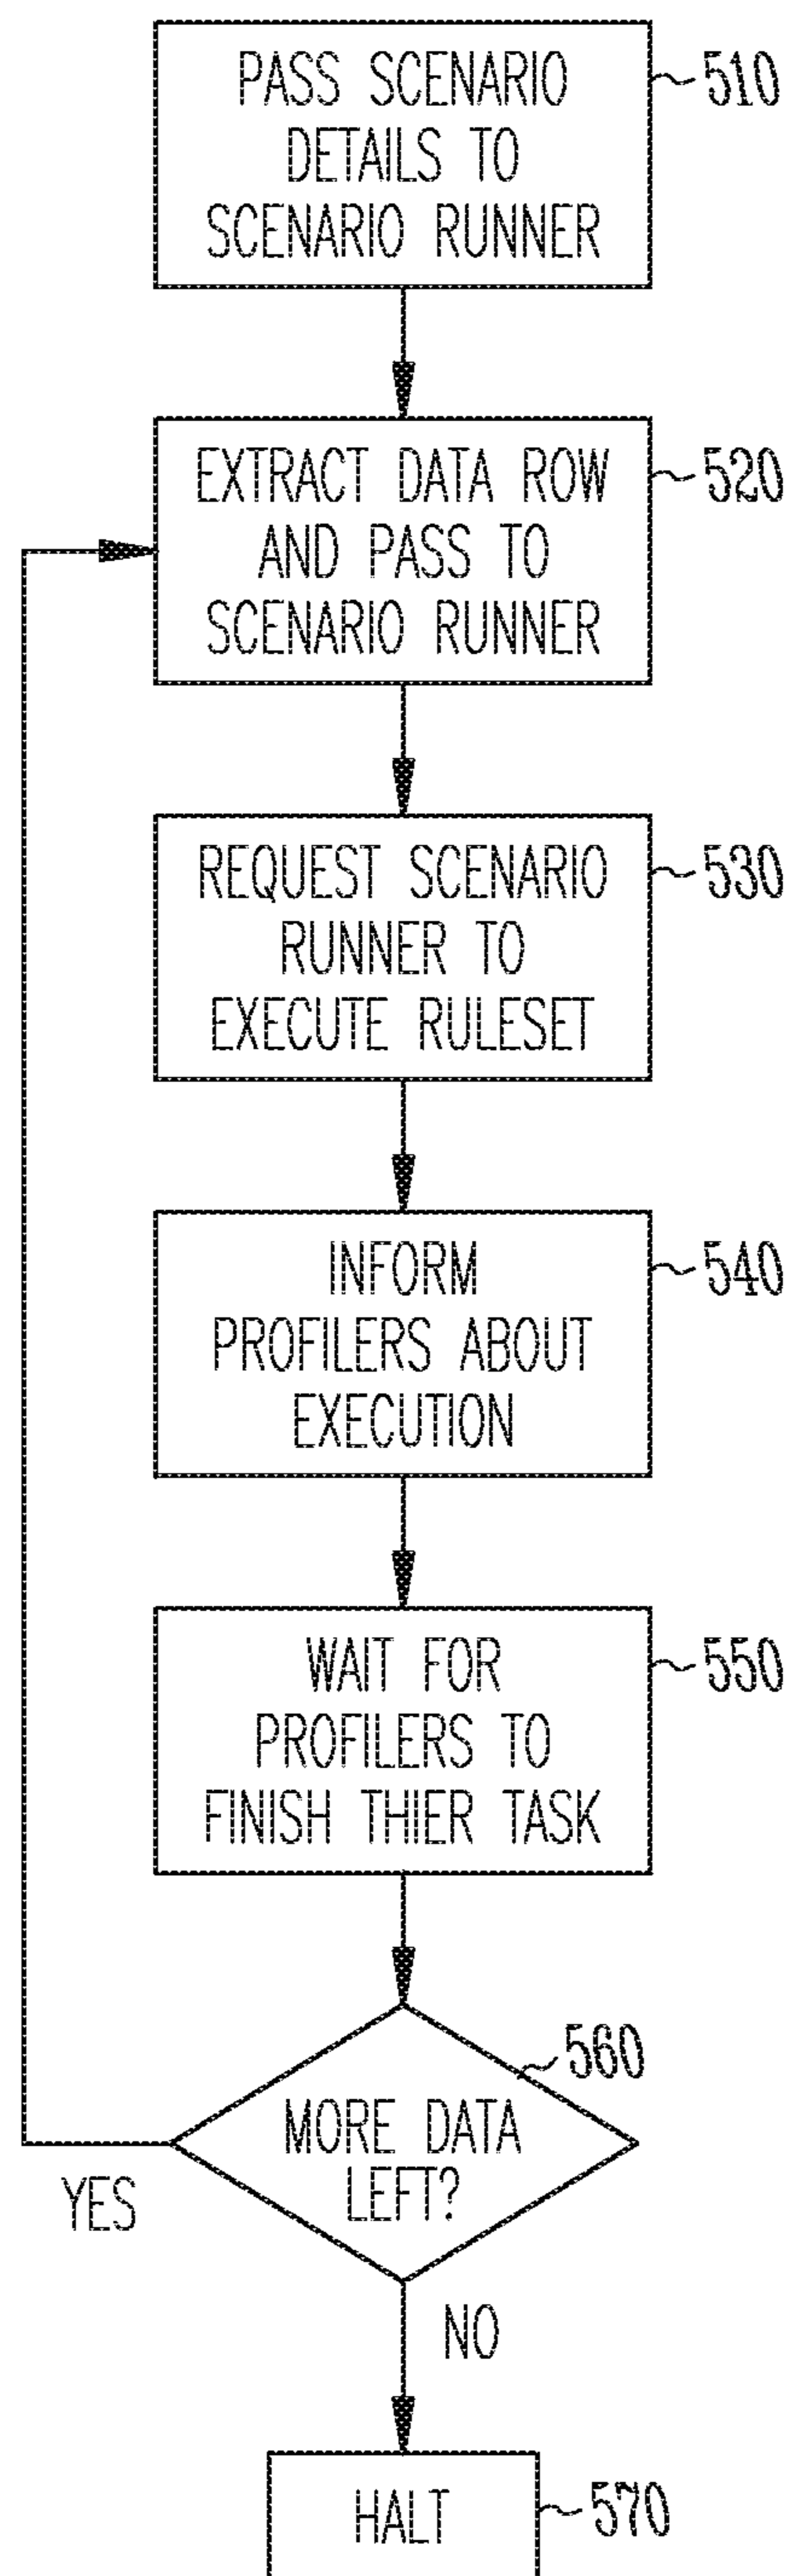 PASS SCENARIO
DETAILS TO
SCENARIO RUNNER
510
EXTRACT DATA ROW
AND PASS TO
SCENARIO RUNNER
520
REQUEST SCENARIO
RUNNER TO
EXECUTE RULESET
530
INFORM
PROFILERS ABOUT
EXECUTION
540
WAIT FOR
PROFILERS TO
FINISH THIER TASK
550
560
MORE DATA
LEFT?
YES
NO
HALT
570